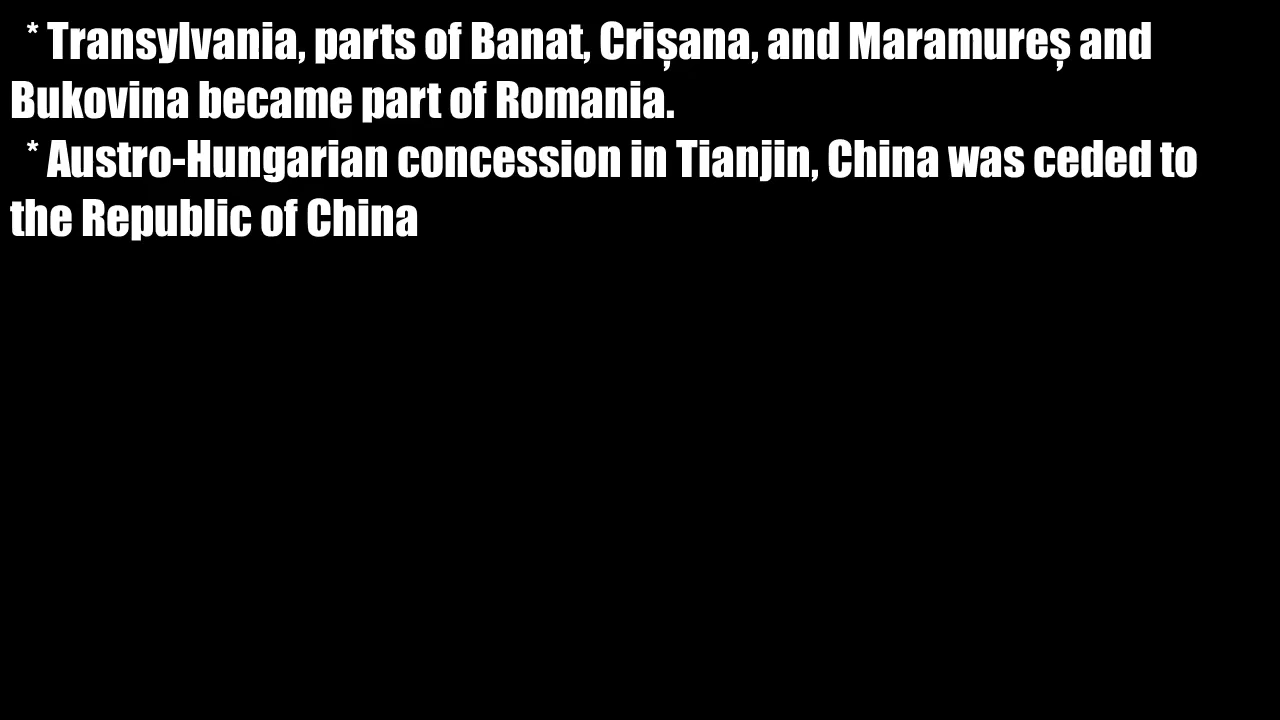 * Transylvania, parts of Banat, Crișana, and Maramureș and
Bukovina became part of Romania.
* Austro-Hungarian concession in Tianjin, China was ceded to
the Republic of China